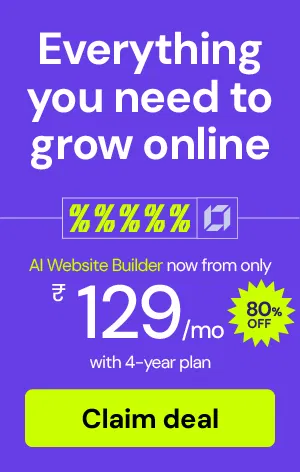 Everything
you need to
grow online
%%%%%
AI Website Builder now from only
₹ 129/mo
80%
OFF
with 4-year plan
Claim deal